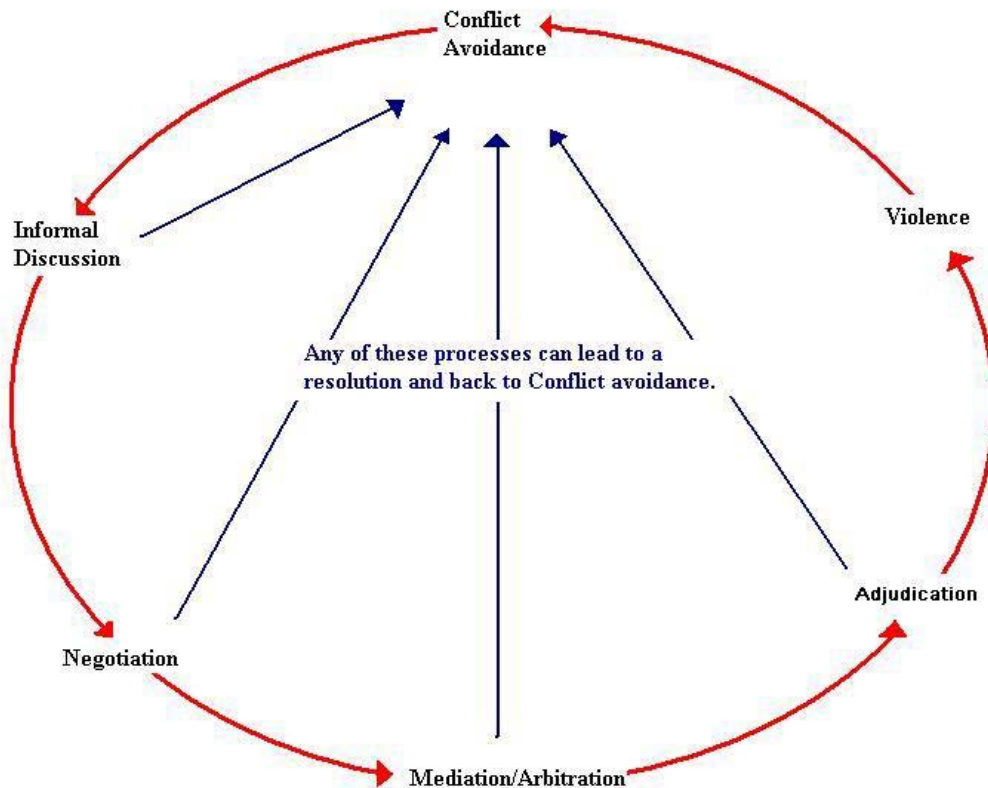 Conflict
Avoidance
Informal
Discussion
Violence
Any of these processes can lead to a
resolution and back to Conflict avoidance.
Adjudication
Negotiation
Mediation/Arbitration